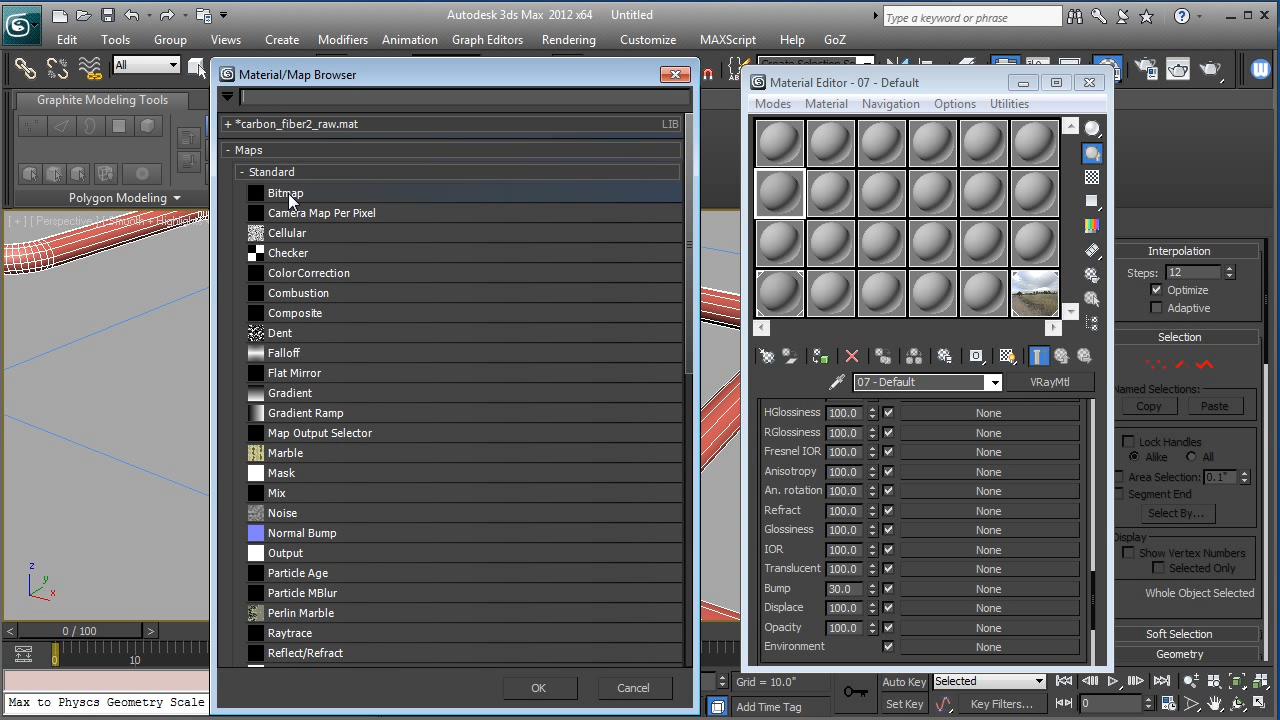 Autodesk 3ds Max 2012 x64 Untitled
Type a keyword or phrase
Edit Tools Group Views Create Modifiers Animation Graph Editors Rendering Customize MAXScript Help GoZ
All
Graphite Modeling Tools
Polygon Modeling
[ + ] [ Perspective ]
Material/Map Browser
+ *carbon_fiber2_raw.mat LIB
- Maps
- Standard
Bitmap
Camera Map Per Pixel
Cellular
Checker
ColorCorrection
Combustion
Composite
Dent
Falloff
Flat Mirror
Gradient
Gradient Ramp
Map Output Selector
Marble
Mask
Mix
Noise
Normal Bump
Output
Particle Age
Particle MBlur
Perlin Marble
Raytrace
Reflect/Refract
OK Cancel
Material Editor - 07 - Default
Modes Material Navigation Options Utilities
07 - Default VRayMtl
HGlossiness 100.0 None
RGlossiness 100.0 None
Fresnel IOR 100.0 None
Anisotropy 100.0 None
An. rotation 100.0 None
Refract 100.0 None
Glossiness 100.0 None
IOR 100.0 None
Translucent 100.0 None
Bump 30.0 None
Displace 100.0 None
Opacity 100.0 None
Environment None
Interpolation
Steps: 12
Optimize
Adaptive
Selection
Named Selections:
Copy Paste
Lock Handles
Alike All
Area Selection: 0.1"
Segment End
Select By...
Display
Show Vertex Numbers
Selected Only
Whole Object Selected
Soft Selection
Geometry
z
y
x
< 0 / 100 >
0 10
Max to Physcs Geometry Scale
Grid = 10.0"
Add Time Tag
Auto Key Selected
Set Key Key Filters... 0